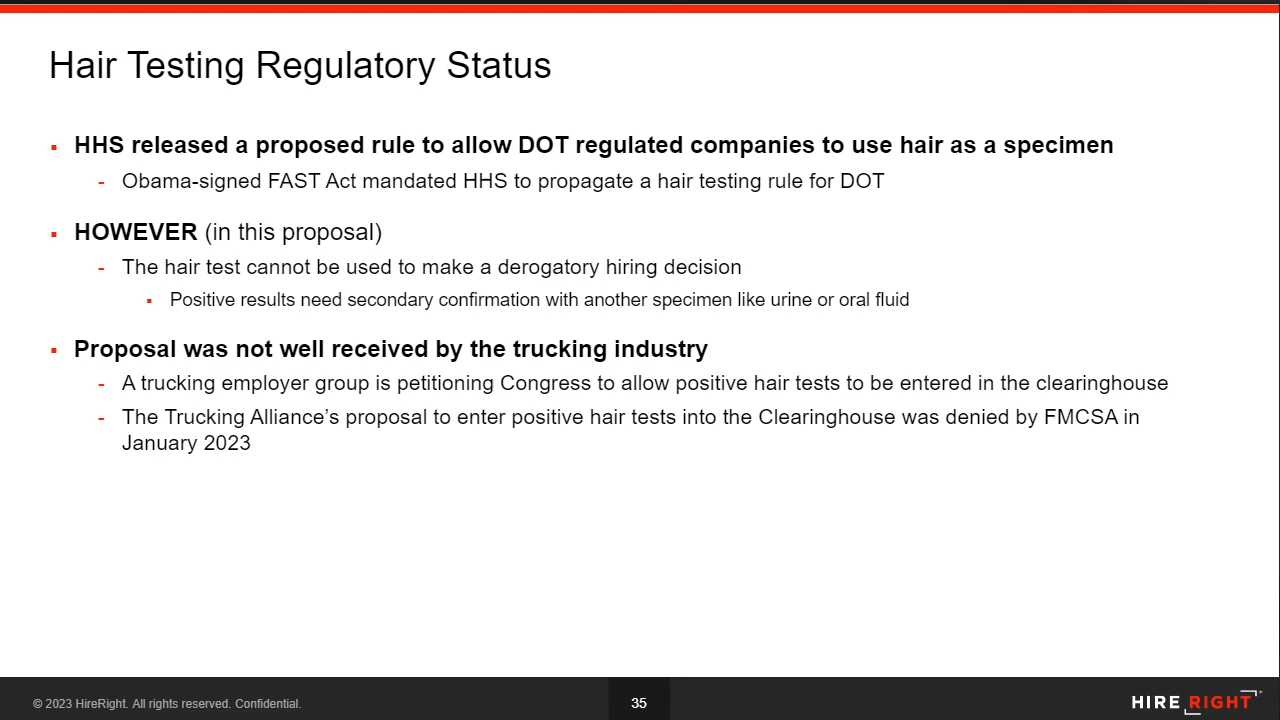 Hair Testing Regulatory Status
HHS released a proposed rule to allow DOT regulated companies to use hair as a specimen
- Obama-signed FAST Act mandated HHS to propagate a hair testing rule for DOT
HOWEVER (in this proposal)
- The hair test cannot be used to make a derogatory hiring decision
Positive results need secondary confirmation with another specimen like urine or oral fluid
Proposal was not well received by the trucking industry
- A trucking employer group is petitioning Congress to allow positive hair tests to be entered in the clearinghouse
- The Trucking Alliance’s proposal to enter positive hair tests into the Clearinghouse was denied by FMCSA in
January 2023
© 2023 HireRight. All rights reserved. Confidential.
35
HIRE RIGHT